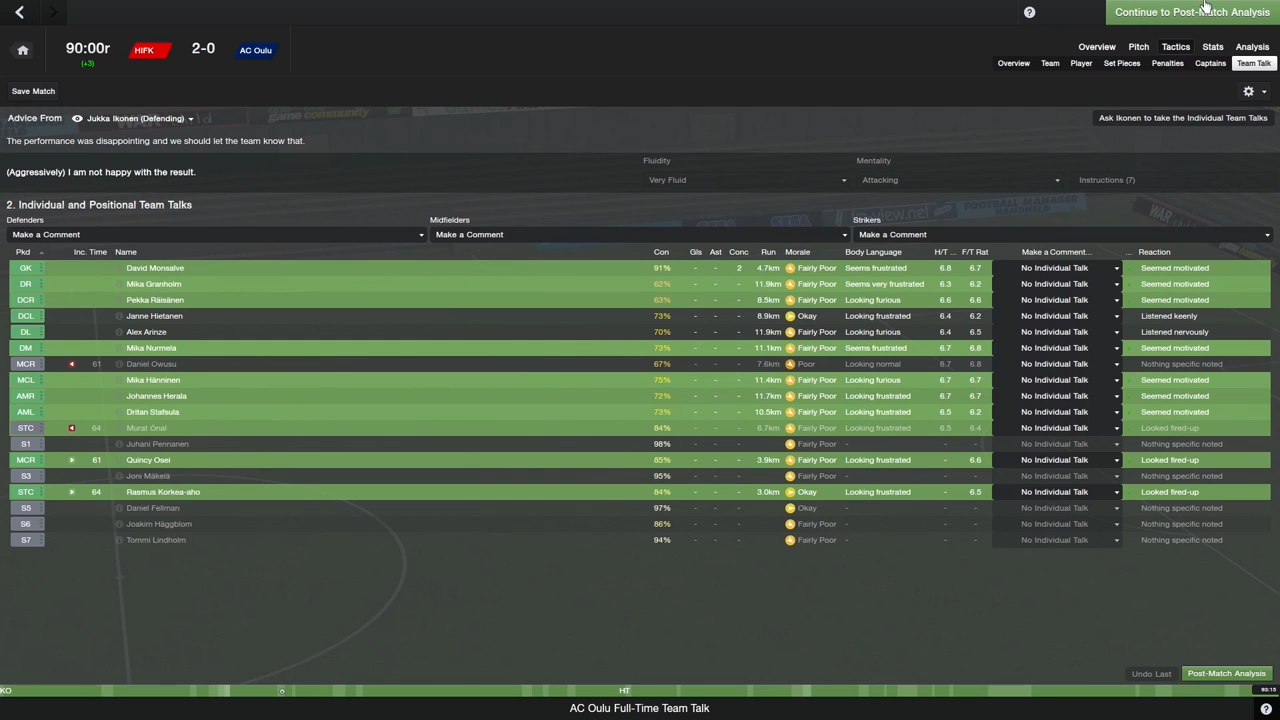 Continue to Post-Match Analysis
90:00r
(+3)
HIFK
2-0
AC Oulu
Overview Pitch Tactics Stats Analysis
Overview Team Player Set Pieces Penalties Captains Team Talk
Save Match
Advice From Jukka Ikonen (Defending)
Ask Ikonen to take the Individual Team Talks
The performance was disappointing and we should let the team know that.
Fluidity Mentality
(Aggressively) I am not happy with the result.
Very Fluid Attacking Instructions (7)
2. Individual and Positional Team Talks
Defenders Midfielders Strikers
Make a Comment Make a Comment Make a Comment
Pkd Inc. Time Name Con Gls Ast Conc Run Morale Body Language H/T ... F/T Rat Make a Comment... ... Reaction
GK David Monsalve 91% - - 2 4.7km Fairly Poor Seems frustrated 6.8 6.7 No Individual Talk Seemed motivated
DR Mika Granholm 62% - - - 11.9km Fairly Poor Seems very frustrated 6.3 6.2 No Individual Talk Seemed motivated
DCR Pekka Räisänen 63% - - - 8.5km Fairly Poor Looking furious 6.6 6.6 No Individual Talk Seemed motivated
DCL Janne Hietanen 73% - - - 8.9km Okay Looking frustrated 6.4 6.2 No Individual Talk Listened keenly
DL Alex Arinze 70% - - - 11.9km Fairly Poor Looking furious 6.4 6.5 No Individual Talk Listened nervously
DM Mika Nurmela 73% - - - 11.1km Fairly Poor Seems frustrated 6.7 6.8 No Individual Talk Seemed motivated
MCR 61 Daniel Owusu 67% - - - 7.6km Poor Looking normal 6.7 6.8 No Individual Talk Nothing specific noted
MCL Mika Hänninen 75% - - - 11.4km Fairly Poor Looking furious 6.7 6.7 No Individual Talk Seemed motivated
AMR Johannes Herala 72% - - - 11.7km Fairly Poor Looking frustrated 6.7 6.7 No Individual Talk Seemed motivated
AML Dritan Stafsula 73% - - - 10.5km Fairly Poor Looking frustrated 6.5 6.2 No Individual Talk Seemed motivated
STC 64 Murat Önal 84% - - - 6.7km Fairly Poor Looking frustrated 6.5 6.4 No Individual Talk Looked fired-up
S1 Juhani Pennanen 98% - - - Fairly Poor - - - No Individual Talk Nothing specific noted
MCR 61 Quincy Osei 85% - - - 3.9km Fairly Poor Looking frustrated - 6.6 No Individual Talk Looked fired-up
S3 Joni Mäkelä 95% - - - Fairly Poor - - - No Individual Talk Nothing specific noted
STC 64 Rasmus Korkea-aho 84% - - - 3.0km Okay Looking frustrated - 6.5 No Individual Talk Looked fired-up
S5 Daniel Fellman 97% - - - Okay - - - No Individual Talk Nothing specific noted
S6 Joakim Häggblom 86% - - - Fairly Poor - - - No Individual Talk Nothing specific noted
S7 Tommi Lindholm 94% - - - Fairly Poor - - - No Individual Talk Nothing specific noted
Undo Last Post-Match Analysis
KO HT 93:15
AC Oulu Full-Time Team Talk